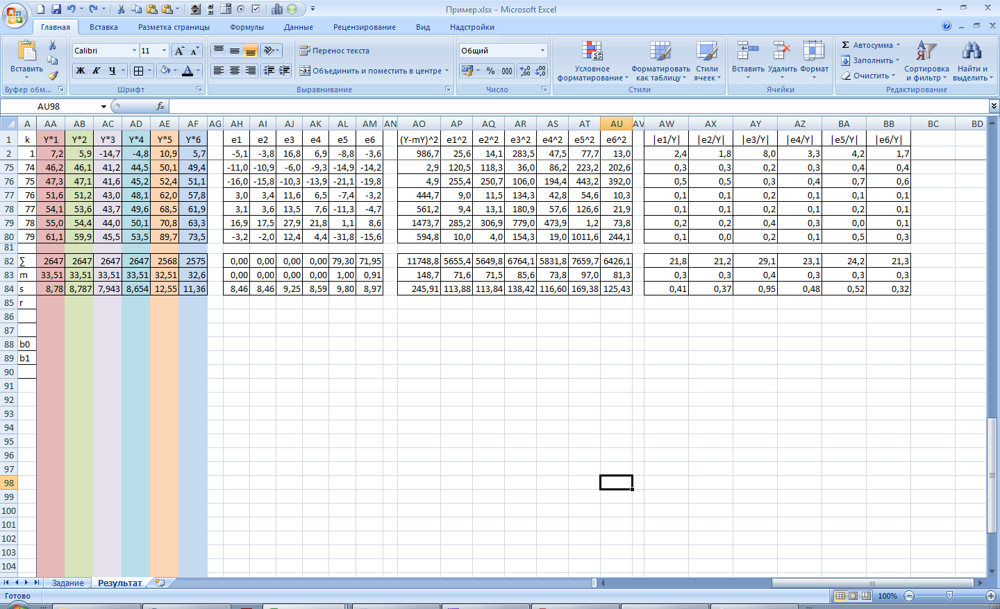 Пример.xlsx - Microsoft Excel
Главная Вставка Разметка страницы Формулы Данные Рецензирование Вид Надстройки
Calibri 11 Перенос текста Общий Автосумма
Вставить Ж К Ч Объединить и поместить в центре % 000 Условное форматирование Форматировать как таблицу Стили ячеек Вставить Удалить Формат Заполнить Очистить Сортировка и фильтр Найти и выделить
Буфер обм... Шрифт Выравнивание Число Стили Ячейки Редактирование
AU98 fx
A AA AB AC AD AE AF AG AH AI AJ AK AL AM AN AO AP AQ AR AS AT AU AV AW AX AY AZ BA BB BC BD
1 k Y*1 Y*2 Y*3 Y*4 Y*5 Y*6 e1 e2 e3 e4 e5 e6 (Y-mY)^2 e1^2 e2^2 e3^2 e4^2 e5^2 e6^2 |e1/Y| |e2/Y| |e3/Y| |e4/Y| |e5/Y| |e6/Y|
2 1 7,2 5,9 -14,7 -4,8 10,9 5,7 -5,1 -3,8 16,8 6,9 -8,8 -3,6 986,7 25,6 14,1 283,5 47,5 77,7 13,0 2,4 1,8 8,0 3,3 4,2 1,7
75 74 46,2 46,1 41,2 44,5 50,1 49,4 -11,0 -10,9 -6,0 -9,3 -14,9 -14,2 2,9 120,5 118,3 36,0 86,2 223,2 202,6 0,3 0,3 0,2 0,3 0,4 0,4
76 75 47,3 47,1 41,6 45,2 52,4 51,1 -16,0 -15,8 -10,3 -13,9 -21,1 -19,8 4,9 255,4 250,7 106,0 194,4 443,2 392,0 0,5 0,5 0,3 0,4 0,7 0,6
77 76 51,6 51,2 43,0 48,1 62,0 57,8 3,0 3,4 11,6 6,5 -7,4 -3,2 444,7 9,0 11,5 134,3 42,8 54,6 10,3 0,1 0,1 0,2 0,1 0,1 0,1
78 77 54,1 53,6 43,7 49,6 68,5 61,9 3,1 3,6 13,5 7,6 -11,3 -4,7 561,2 9,4 13,1 180,9 57,6 126,6 21,9 0,1 0,1 0,2 0,1 0,2 0,1
79 78 55,0 54,4 44,0 50,1 70,8 63,3 16,9 17,5 27,9 21,8 1,1 8,6 1473,7 285,2 306,9 779,0 473,9 1,2 73,8 0,2 0,2 0,4 0,3 0,0 0,1
80 79 61,1 59,9 45,5 53,5 89,7 73,5 -3,2 -2,0 12,4 4,4 -31,8 -15,6 594,8 10,0 4,0 154,3 19,0 1011,6 244,1 0,1 0,0 0,2 0,1 0,5 0,3
81
82 ∑ 2647 2647 2647 2647 2568 2575 0,00 0,00 0,00 0,00 79,30 71,95 11748,8 5655,4 5649,8 6764,1 5831,8 7659,7 6426,1 21,8 21,2 29,1 23,1 24,2 21,3
83 m 33,51 33,51 33,51 33,51 32,51 32,6 0,00 0,00 0,00 0,00 1,00 0,91 148,7 71,6 71,5 85,6 73,8 97,0 81,3 0,3 0,3 0,4 0,3 0,3 0,3
84 s 8,78 8,787 7,943 8,654 12,55 11,36 8,46 8,46 9,25 8,59 9,80 8,97 245,91 113,88 113,84 138,42 116,60 169,38 125,43 0,41 0,37 0,95 0,48 0,52 0,32
85 r
86
87
88 b0
89 b1
90
91
92
93
94
95
96
97
98
99
100
101
102
103
104
Задание Результат
Готово 100%